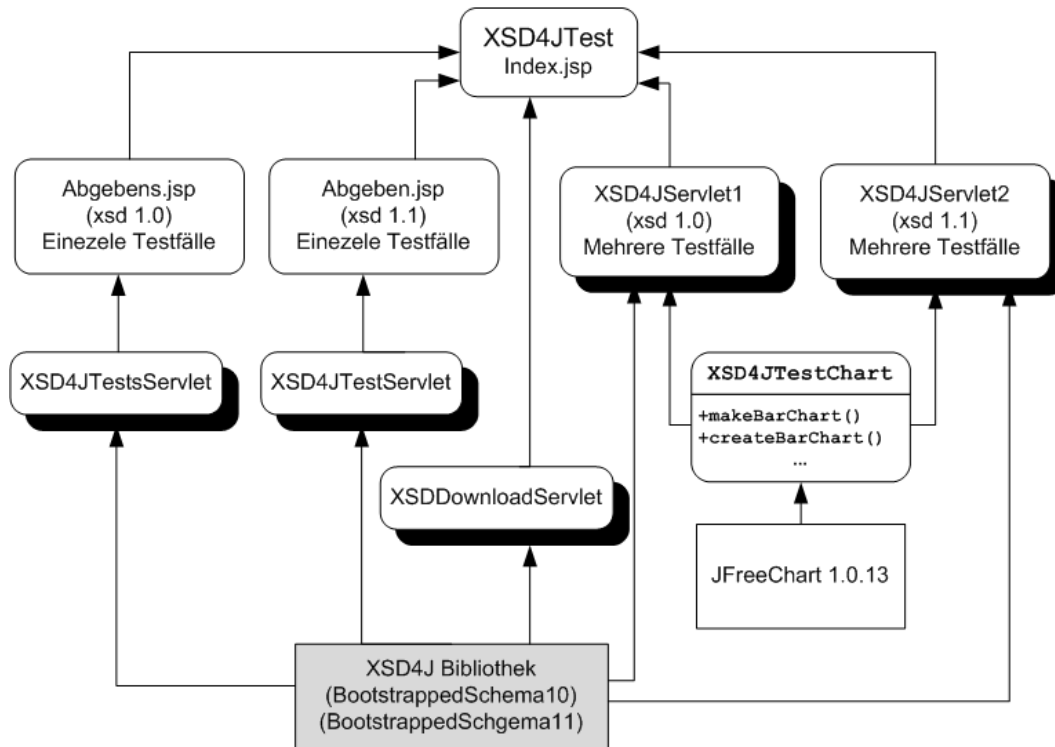 XSD4JTest
Index.jsp
Abgebens.jsp
(xsd 1.0)
Einezele Testfälle
Abgeben.jsp
(xsd 1.1)
Einezele Testfälle
XSD4JServlet1
(xsd 1.0)
Mehrere Testfälle
XSD4JServlet2
(xsd 1.1)
Mehrere Testfälle
XSD4JTestsServlet
XSD4JTestServlet
XSD4JTestChart
+makeBarChart()
+createBarChart()
...
XSDDownloadServlet
JFreeChart 1.0.13
XSD4J Bibliothek
(BootstrappedSchema10)
(BootstrappedSchgema11)